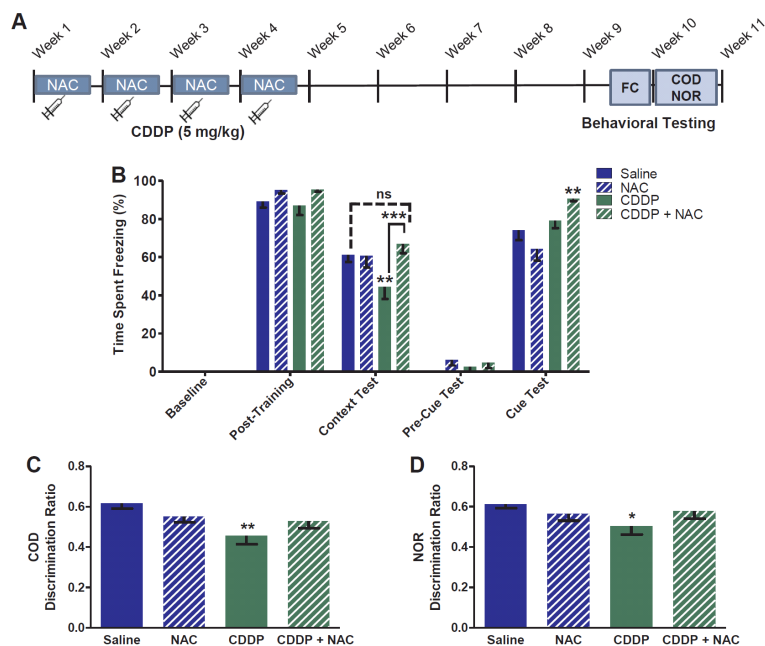 A
Week 1
Week 2
Week 3
Week 4
Week 5
Week 6
Week 7
Week 8
Week 9
Week 10
Week 11
NAC
NAC
NAC
NAC
FC
COD
NOR
CDDP (5 mg/kg)
Behavioral Testing
B
Time Spent Freezing (%)
100
80
60
40
20
0
ns
***
**
**
Saline
NAC
CDDP
CDDP + NAC
Baseline
Post-Training
Context Test
Pre-Cue Test
Cue Test
C
COD
Discrimination Ratio
0.8
0.6
0.4
0.2
0.0
**
Saline
NAC
CDDP
CDDP + NAC
D
NOR
Discrimination Ratio
0.8
0.6
0.4
0.2
0.0
*
Saline
NAC
CDDP
CDDP + NAC